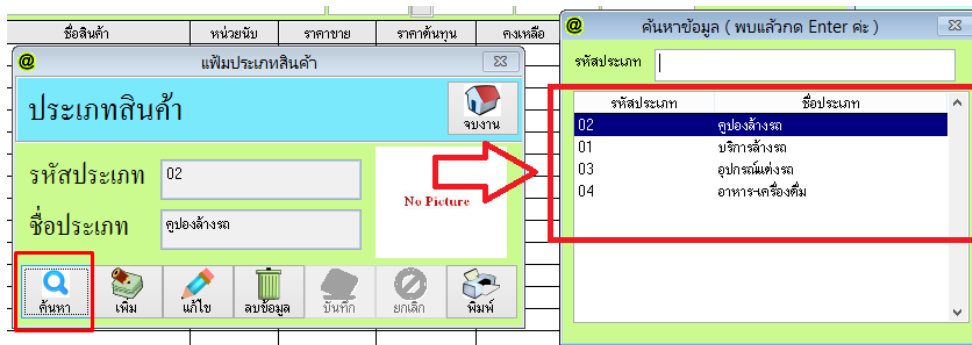 ชื่อสินค้า หน่วยนับ ราคาขาย ราคาต้นทุน คงเหลือ
แฟ้มประเภทสินค้า
ประเภทสินค้า
จบงาน
รหัสประเภท 02
ชื่อประเภท คูปองล้างรถ
No Picture
ค้นหา เพิ่ม แก้ไข ลบข้อมูล บันทึก ยกเลิก พิมพ์
ค้นหาข้อมูล ( พบแล้วกด Enter ค่ะ )
รหัสประเภท
รหัสประเภท ชื่อประเภท
02 คูปองล้างรถ
01 บริการล้างรถ
03 อุปกรณ์แต่งรถ
04 อาหาร-เครื่องดื่ม